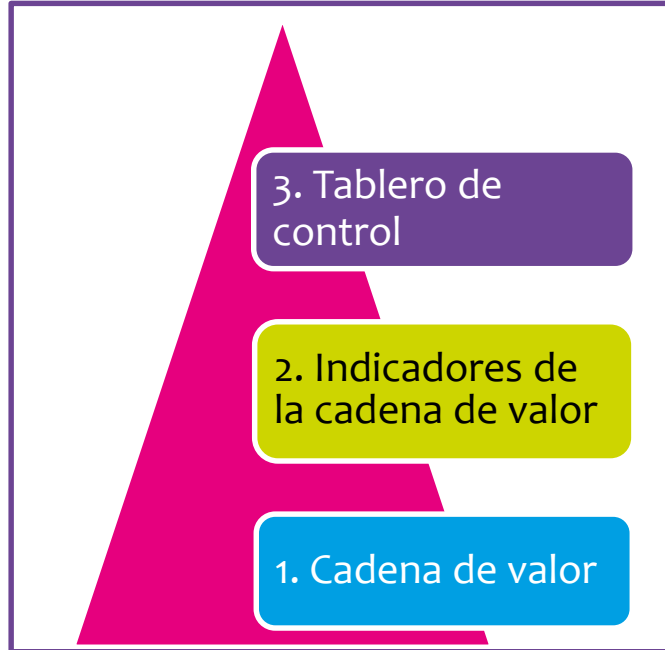 3. Tablero de
control
2. Indicadores de
la cadena de valor
1. Cadena de valor